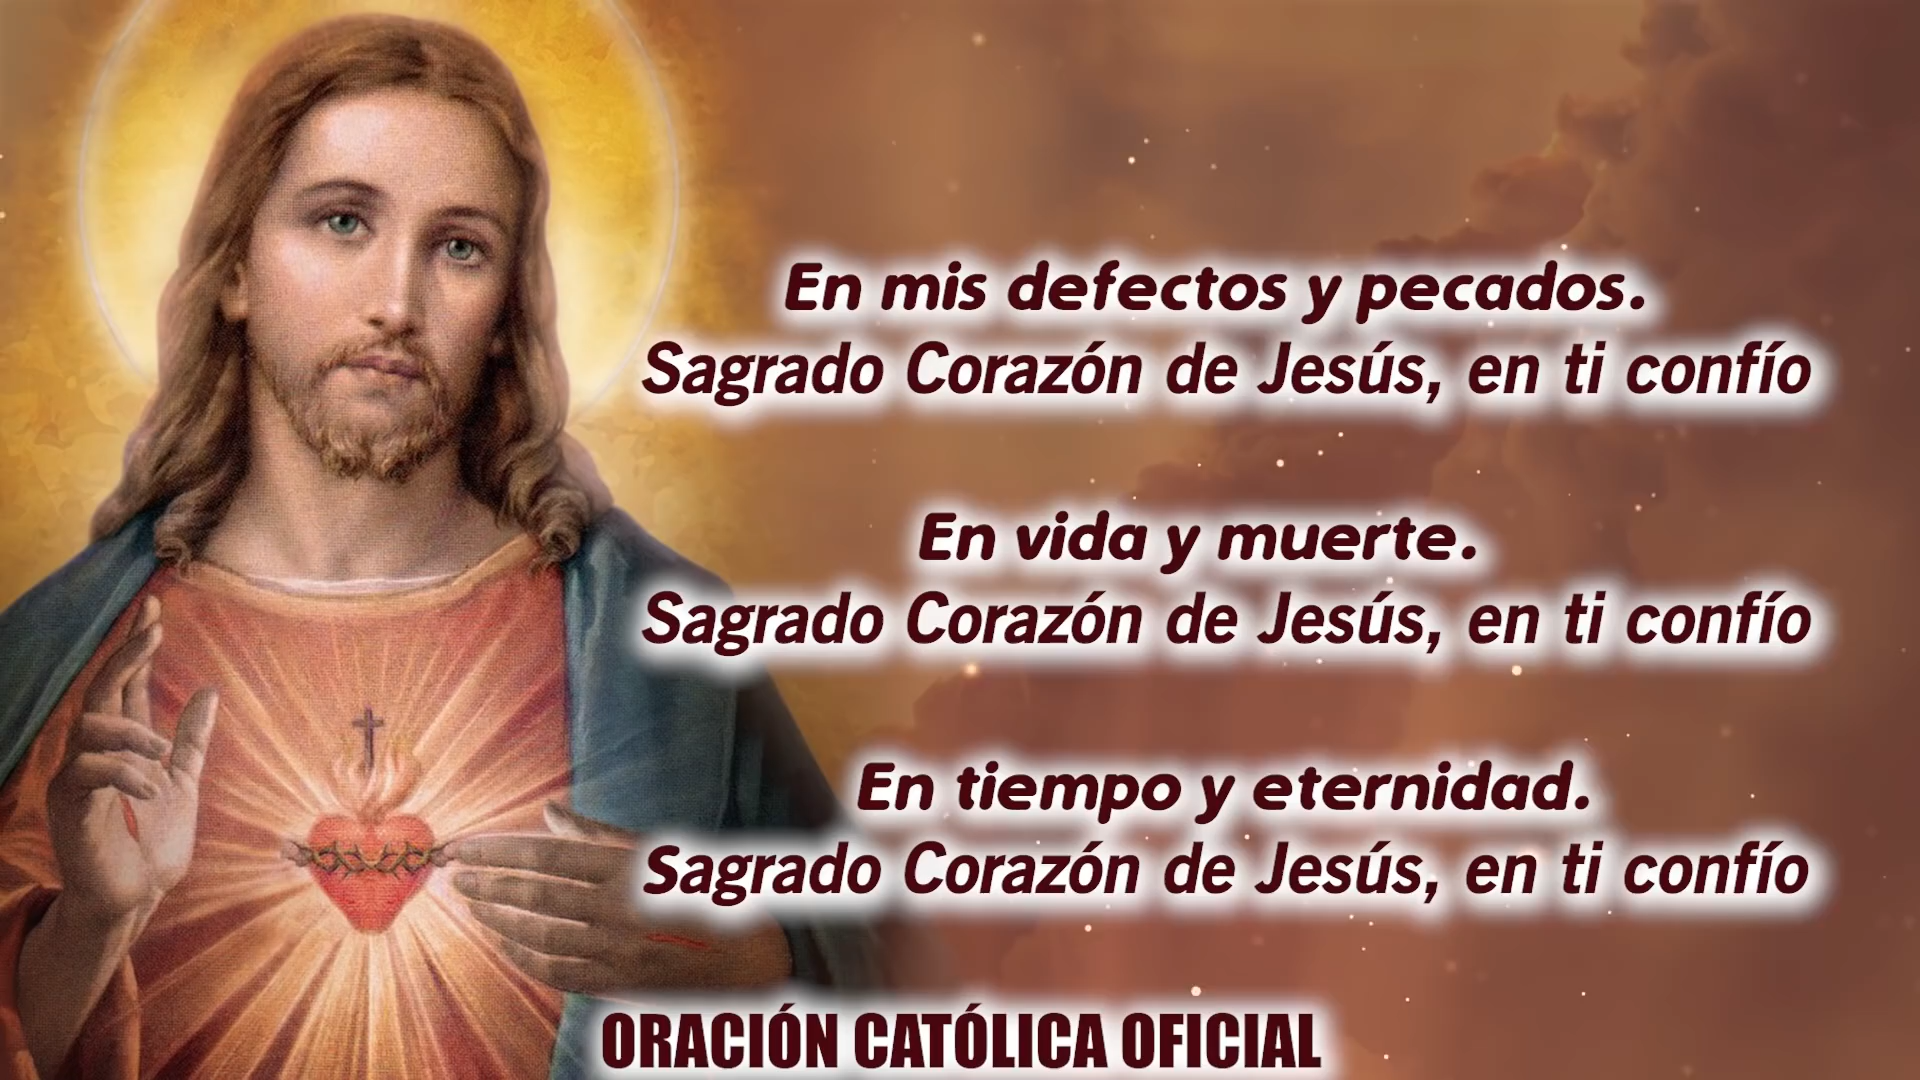 En mis defectos y pecados.
Sagrado Corazón de Jesús, en ti confío
En vida y muerte.
Sagrado Corazón de Jesús, en ti confío
En tiempo y eternidad.
Sagrado Corazón de Jesús, en ti confío
ORACIÓN CATÓLICA OFICIAL